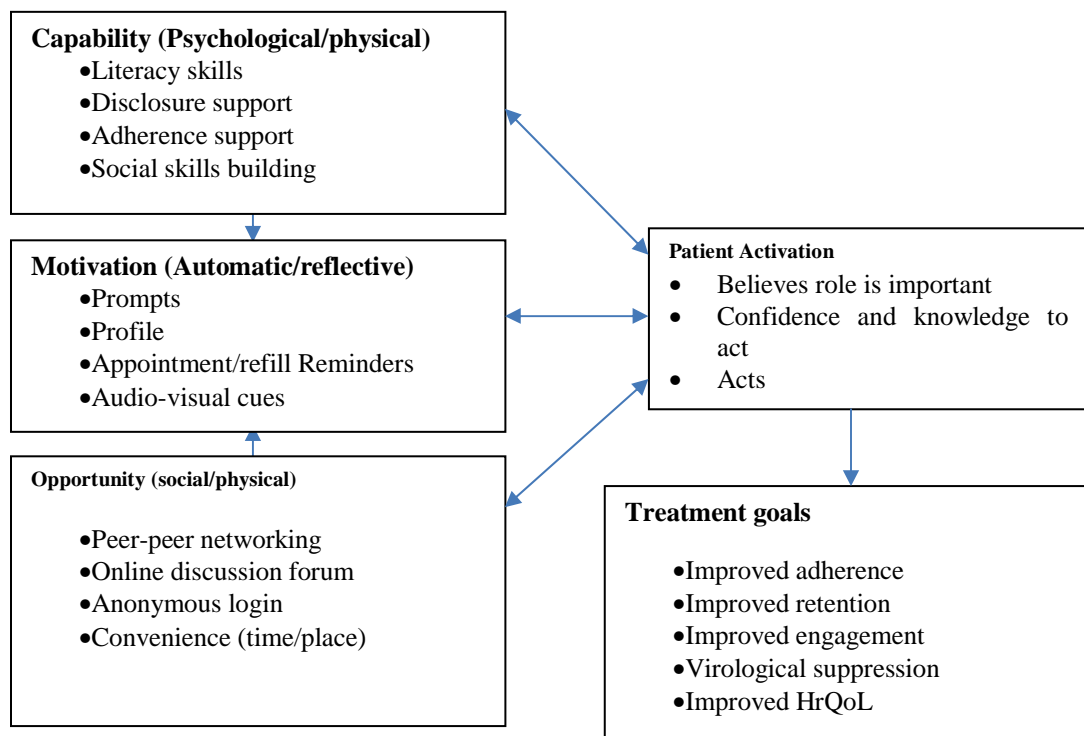 Capability (Psychological/physical)
•Literacy skills
•Disclosure support
•Adherence support
•Social skills building
Motivation (Automatic/reflective)
•Prompts
•Profile
•Appointment/refill Reminders
•Audio-visual cues
Opportunity (social/physical)
•Peer-peer networking
•Online discussion forum
•Anonymous login
•Convenience (time/place)
Patient Activation
• Believes role is important
• Confidence and knowledge to
act
• Acts
Treatment goals
•Improved adherence
•Improved retention
•Improved engagement
•Virological suppression
•Improved HrQoL